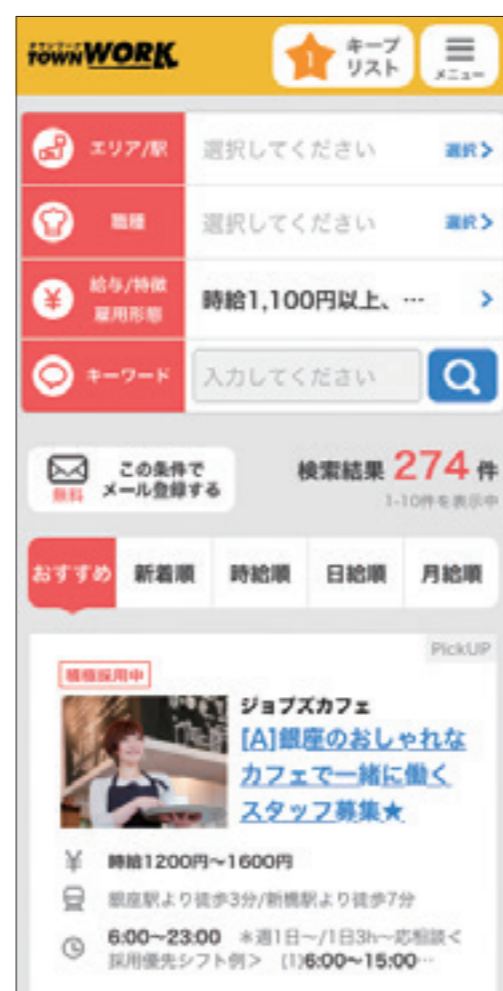 タウンワーク
TOWNWORK
1
キープ
リスト
メニュー
エリア/駅
選択してください
選択
職種
選択してください
選択
給与/特徴
雇用形態
時給1,100円以上、 …
キーワード
入力してください
無料
この条件で
メール登録する
検索結果 274 件
1-10件を表示中
おすすめ
新着順
時給順
日給順
月給順
PickUP
積極採用中
ジョブズカフェ
[A]銀座のおしゃれな
カフェで一緒に働く
スタッフ募集★
時給1200円〜1600円
銀座駅より徒歩3分/新橋駅より徒歩7分
6:00〜23:00 *週1日〜/1日3h〜応相談<
採用優先シフト例> (1)6:00〜15:00…